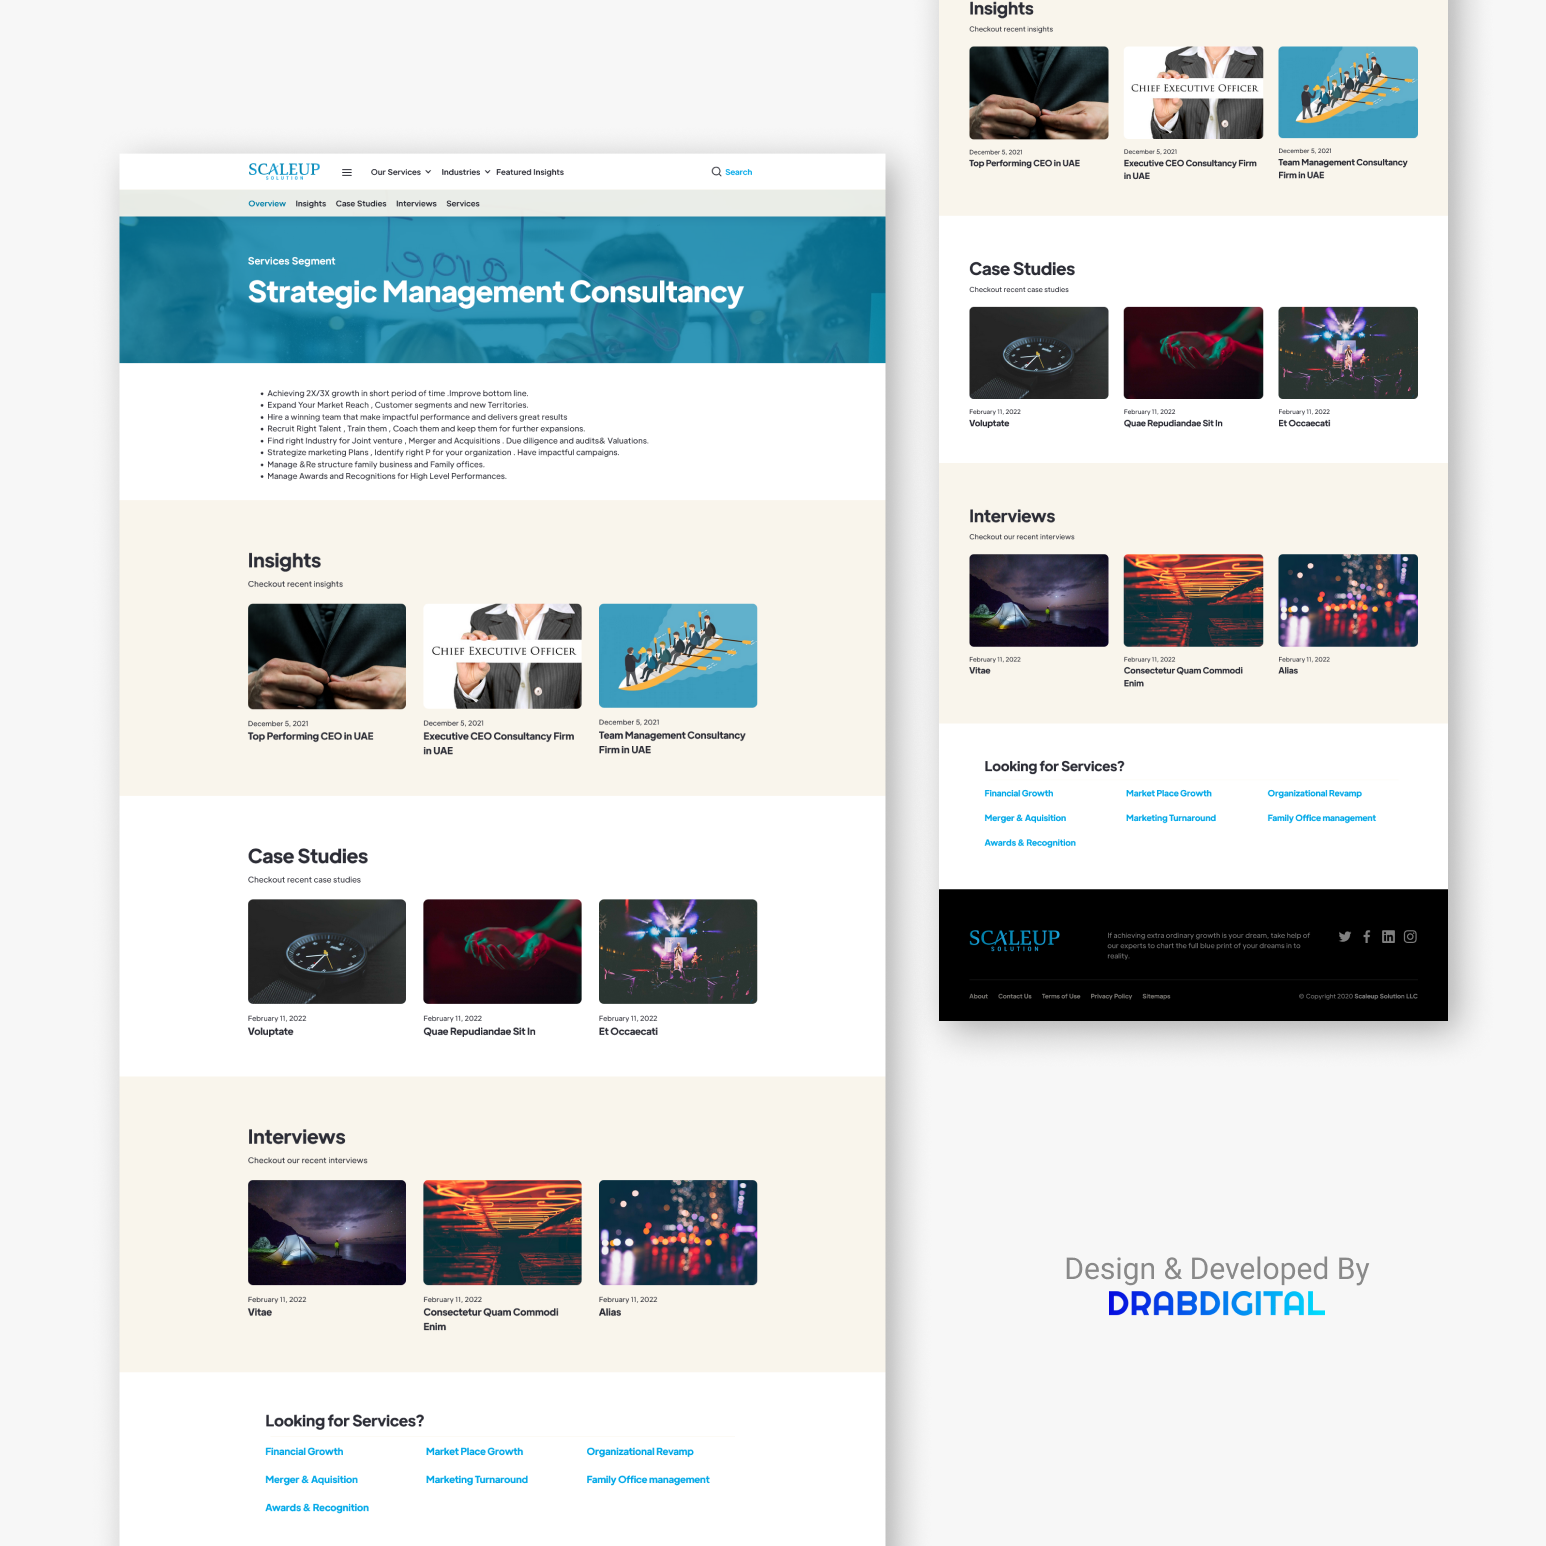 SCALEUP
SOLUTION
Our Services
Industries
Featured Insights
Search
Overview
Insights
Case Studies
Interviews
Services
Services Segment
Strategic Management Consultancy
• Achieving 2X/3X growth in short period of time .Improve bottom line.
• Expand Your Market Reach , Customer segments and new Territories.
• Hire a winning team that make impactful performance and delivers great results
• Recruit Right Talent , Train them , Coach them and keep them for further expansions.
• Find right Industry for Joint venture , Merger and Acquisitions . Due diligence and audits& Valuations.
• Strategize marketing Plans , Identify right P for your organization . Have impactful campaigns.
• Manage &Re structure family business and Family offices.
• Manage Awards and Recognitions for High Level Performances.
Insights
Checkout recent insights
CHIEF EXECUTIVE OFFICER
December 5, 2021
Top Performing CEO in UAE
December 5, 2021
Executive CEO Consultancy Firm
in UAE
December 5, 2021
Team Management Consultancy
Firm in UAE
Case Studies
Checkout recent case studies
February 11, 2022
Voluptate
February 11, 2022
Quae Repudiandae Sit In
February 11, 2022
Et Occaecati
Interviews
Checkout our recent interviews
February 11, 2022
Vitae
February 11, 2022
Consectetur Quam Commodi
Enim
February 11, 2022
Alias
Looking for Services?
Financial Growth
Market Place Growth
Organizational Revamp
Merger & Aquisition
Marketing Turnaround
Family Office management
Awards & Recognition
Insights
Checkout recent insights
CHIEF EXECUTIVE OFFICER
December 5, 2021
Top Performing CEO in UAE
December 5, 2021
Executive CEO Consultancy Firm
in UAE
December 5, 2021
Team Management Consultancy
Firm in UAE
Case Studies
Checkout recent case studies
February 11, 2022
Voluptate
February 11, 2022
Quae Repudiandae Sit In
February 11, 2022
Et Occaecati
Interviews
Checkout our recent interviews
February 11, 2022
Vitae
February 11, 2022
Consectetur Quam Commodi
Enim
February 11, 2022
Alias
Looking for Services?
Financial Growth
Market Place Growth
Organizational Revamp
Merger & Aquisition
Marketing Turnaround
Family Office management
Awards & Recognition
SCALEUP
SOLUTION
If achieving extra ordinary growth is your dream, take help of
our experts to chart the full blue print of your dreams in to
reality.
About
Contact Us
Terms of Use
Privacy Policy
Sitemaps
© Copyright 2020 Scaleup Solution LLC
Design & Developed By
DRABDIGITAL